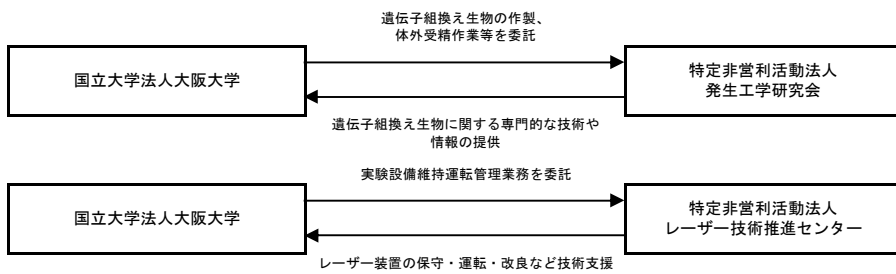 遺伝子組換え生物の作製、
体外受精作業等を委託
国立大学法人大阪大学
特定非営利活動法人
発生工学研究会
遺伝子組換え生物に関する専門的な技術や
情報の提供
実験設備維持運転管理業務を委託
国立大学法人大阪大学
特定非営利活動法人
レーザー技術推進センター
レーザー装置の保守・運転・改良など技術支援